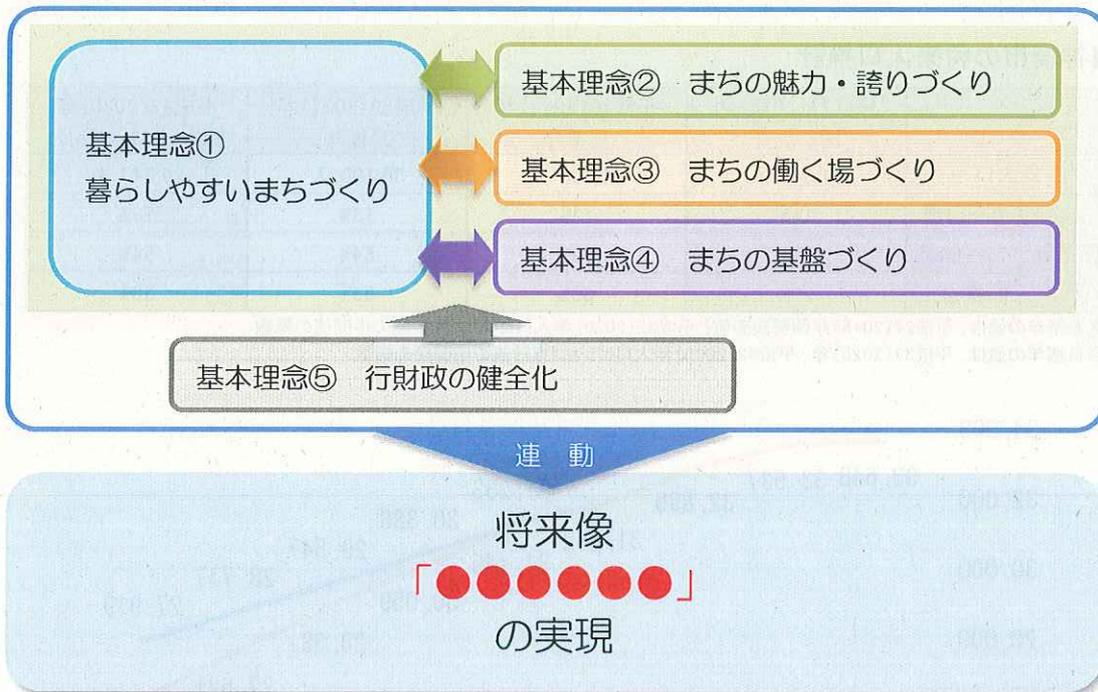 基本理念①
暮らしやすいまちづくり
基本理念② まちの魅力・誇りづくり
基本理念③ まちの働く場づくり
基本理念④ まちの基盤づくり
基本理念⑤ 行財政の健全化
連動
将来像
「●●●●●●」
の実現